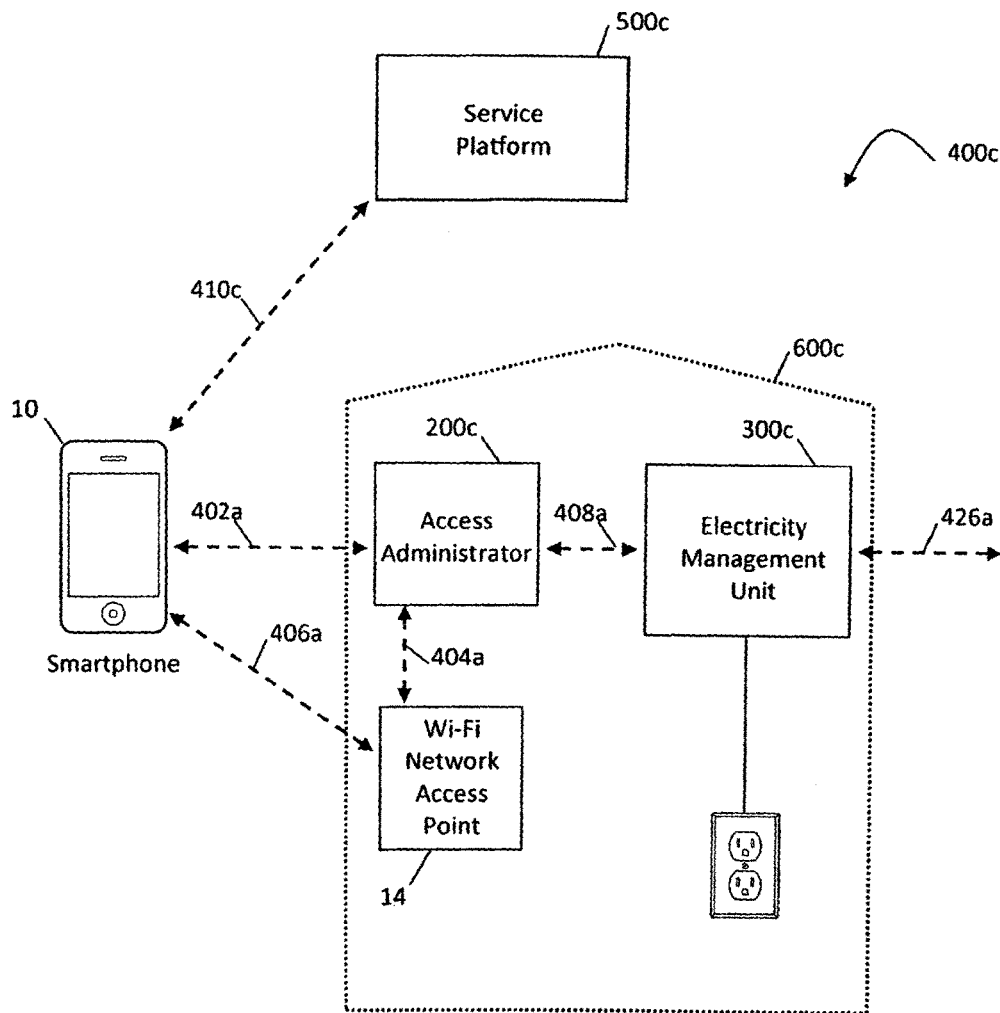 500c
Service
Platform
400c
410c
600c
10
200c
300c
402a
Access
Administrator
408a
Electricity
Management
Unit
426a
406a
404a
Smartphone
Wi-Fi
Network
Access
Point
14